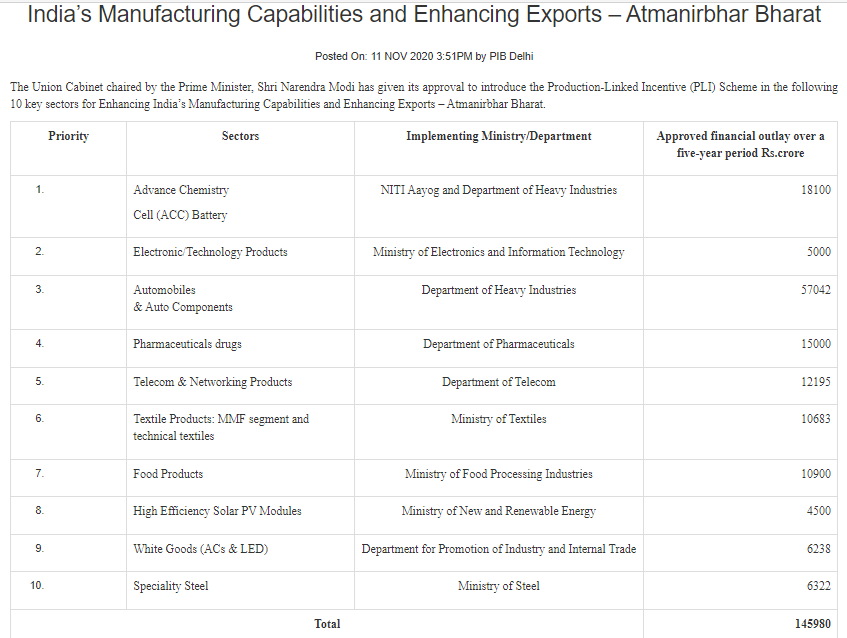 India’s Manufacturing Capabilities and Enhancing Exports – Atmanirbhar Bharat
Posted On: 11 NOV 2020 3:51PM by PIB Delhi
The Union Cabinet chaired by the Prime Minister, Shri Narendra Modi has given its approval to introduce the Production-Linked Incentive (PLI) Scheme in the following
10 key sectors for Enhancing India’s Manufacturing Capabilities and Enhancing Exports – Atmanirbhar Bharat.
Priority Sectors Implementing Ministry/Department Approved financial outlay over a
five-year period Rs.crore
1. Advance Chemistry NITI Aayog and Department of Heavy Industries 18100
Cell (ACC) Battery
2. Electronic/Technology Products Ministry of Electronics and Information Technology 5000
3. Automobiles Department of Heavy Industries 57042
& Auto Components
4. Pharmaceuticals drugs Department of Pharmaceuticals 15000
5. Telecom & Networking Products Department of Telecom 12195
6. Textile Products: MMF segment and Ministry of Textiles 10683
technical textiles
7. Food Products Ministry of Food Processing Industries 10900
8. High Efficiency Solar PV Modules Ministry of New and Renewable Energy 4500
9. White Goods (ACs & LED) Department for Promotion of Industry and Internal Trade 6238
10. Speciality Steel Ministry of Steel 6322
Total 145980